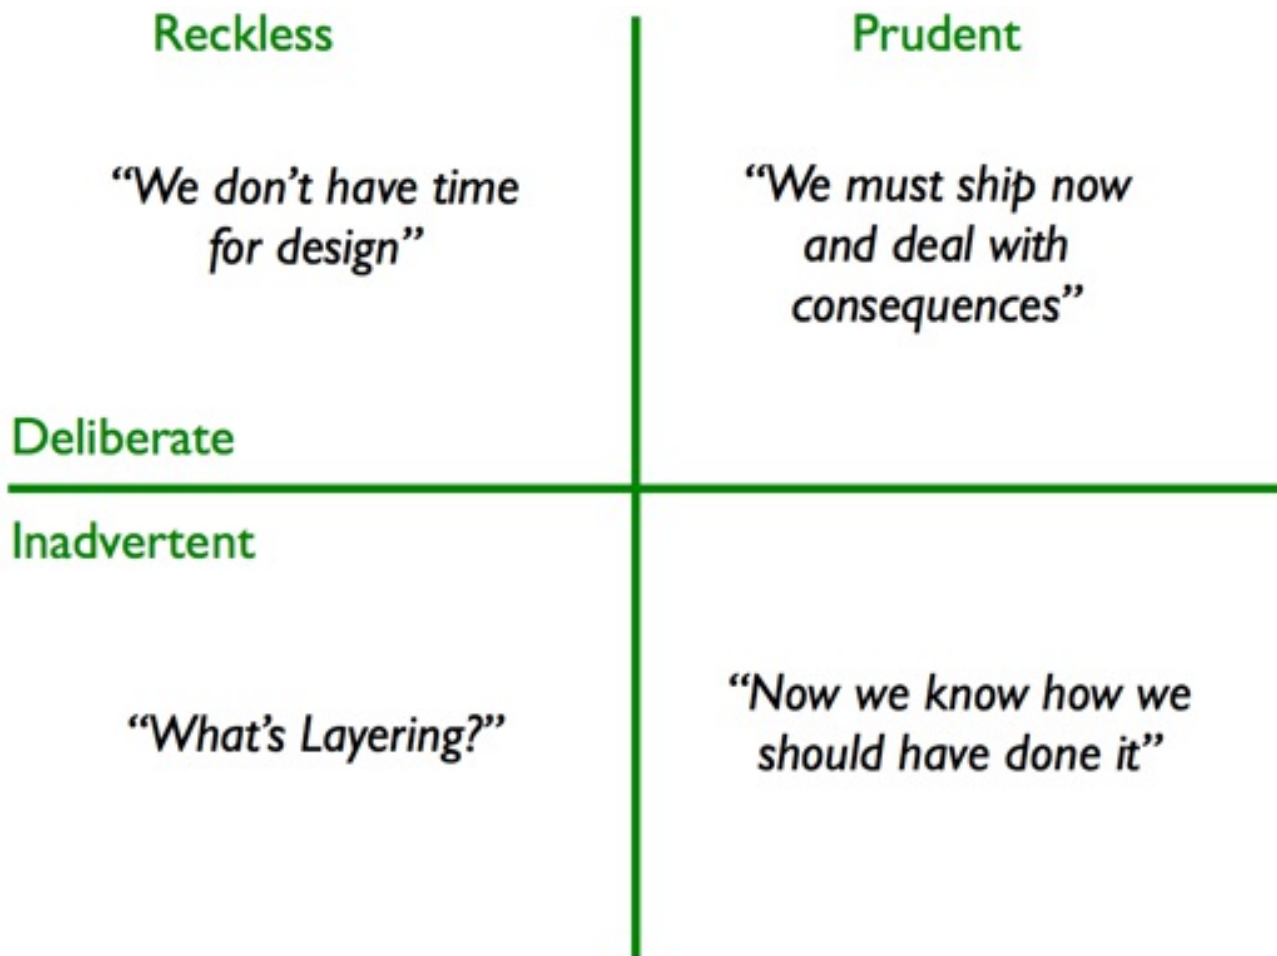 Reckless
Prudent
“We don’t have time
for design”
“We must ship now
and deal with
consequences”
Deliberate
Inadvertent
“What’s Layering?”
“Now we know how we
should have done it”